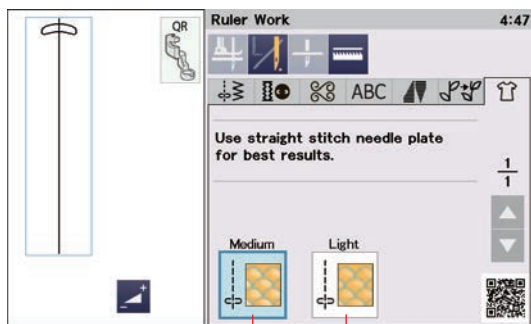 QR
Ruler Work
4:47
ABC
Use straight stitch needle plate
for best results.
1
1
Medium
Light